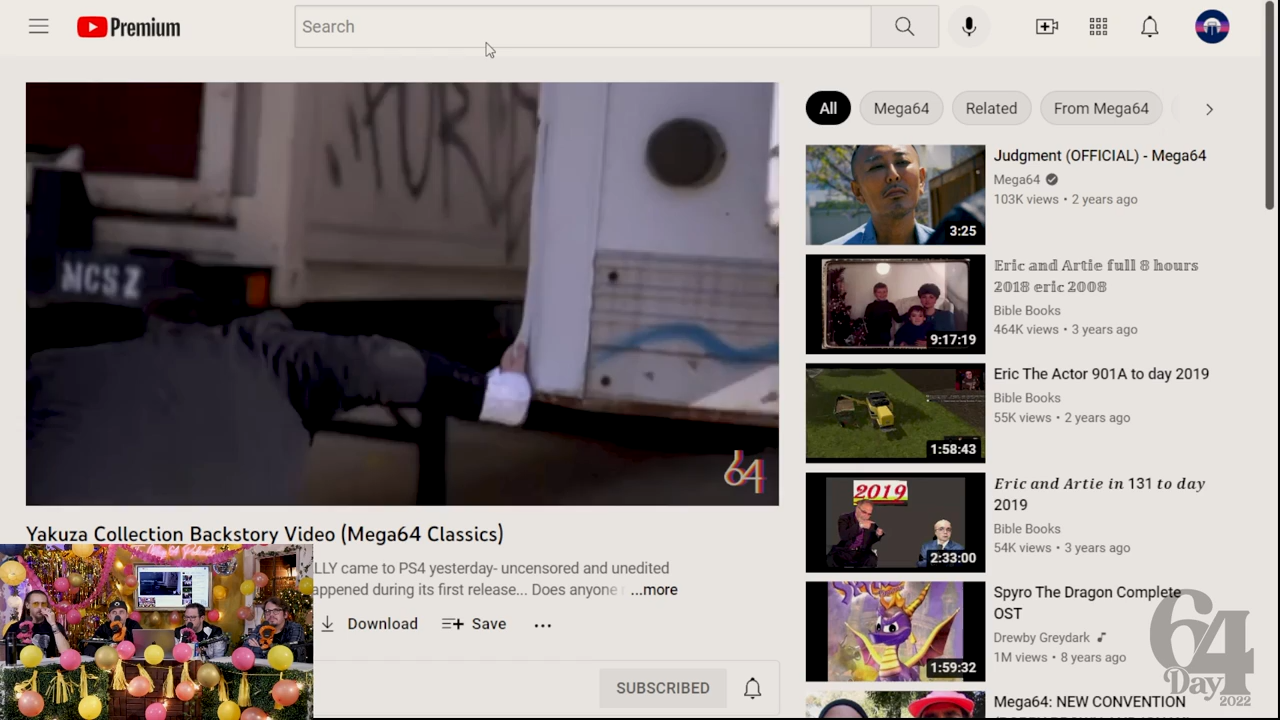 Premium
Search
NCSZ
64
Yakuza Collection Backstory Video (Mega64 Classics)
LLY came to PS4 yesterday- uncensored and unedited
appened during its first release... Does anyone ...more
Download
Save
SUBSCRIBED
All
Mega64
Related
From Mega64
Judgment (OFFICIAL) - Mega64
Mega64
103K views • 2 years ago
3:25
𝔼𝕣𝕚𝕔 𝕒𝕟𝕕 𝔸𝕣𝕥𝕚𝕖 𝕗𝕦𝕝𝕝 𝟠 𝕙𝕠𝕦𝕣𝕤
𝟚𝟘𝟙𝟠 𝕖𝕣𝕚𝕔 𝟚𝟘𝟘𝟠
Bible Books
464K views • 3 years ago
9:17:19
Eric The Actor 901A to day 2019
Bible Books
55K views • 2 years ago
1:58:43
2019
𝑬𝒓𝒊𝒄 𝒂𝒏𝒅 𝑨𝒓𝒕𝒊𝒆 𝒊𝒏 131 𝒕𝒐 𝒅𝒂𝒚
2019
Bible Books
54K views • 3 years ago
2:33:00
Spyro The Dragon Complete
OST
Drewby Greydark
1M views • 8 years ago
1:59:32
Mega64: NEW CONVENTION
64
Day
2022